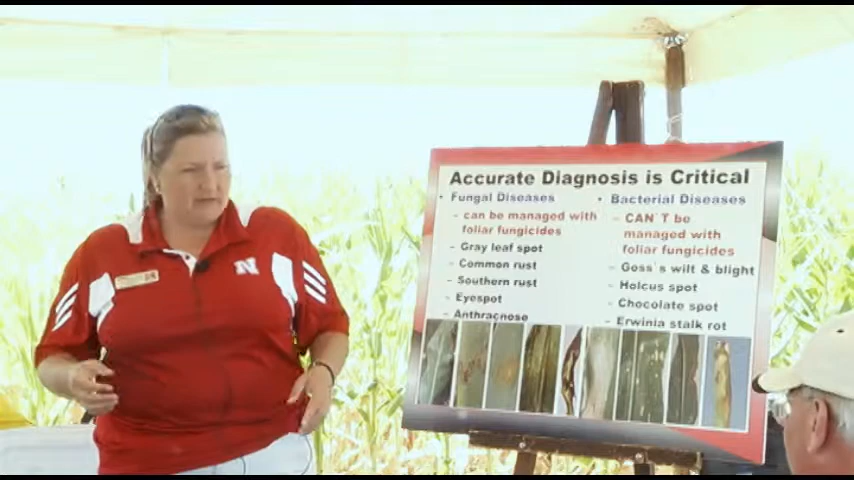 Accurate Diagnosis is Critical
• Fungal Diseases
– can be managed with
foliar fungicides
– Gray leaf spot
– Common rust
– Southern rust
– Eyespot
– Anthracnose
• Bacterial Diseases
– CAN'T be
managed with
foliar fungicides
– Goss's wilt & blight
– Holcus spot
– Chocolate spot
– Erwinia stalk rot
N